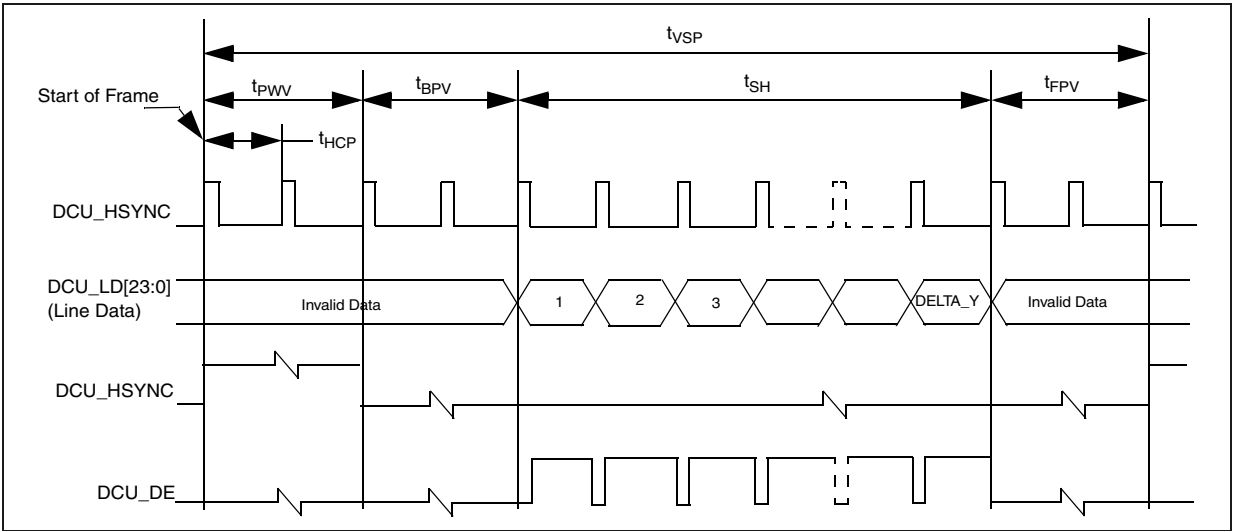 tVSP
tPWV
tBPV
tSH
tFPV
Start of Frame
tHCP
DCU_HSYNC
DCU_LD[23:0]
(Line Data)
Invalid Data
1
2
3
DELTA_Y
Invalid Data
DCU_HSYNC
DCU_DE